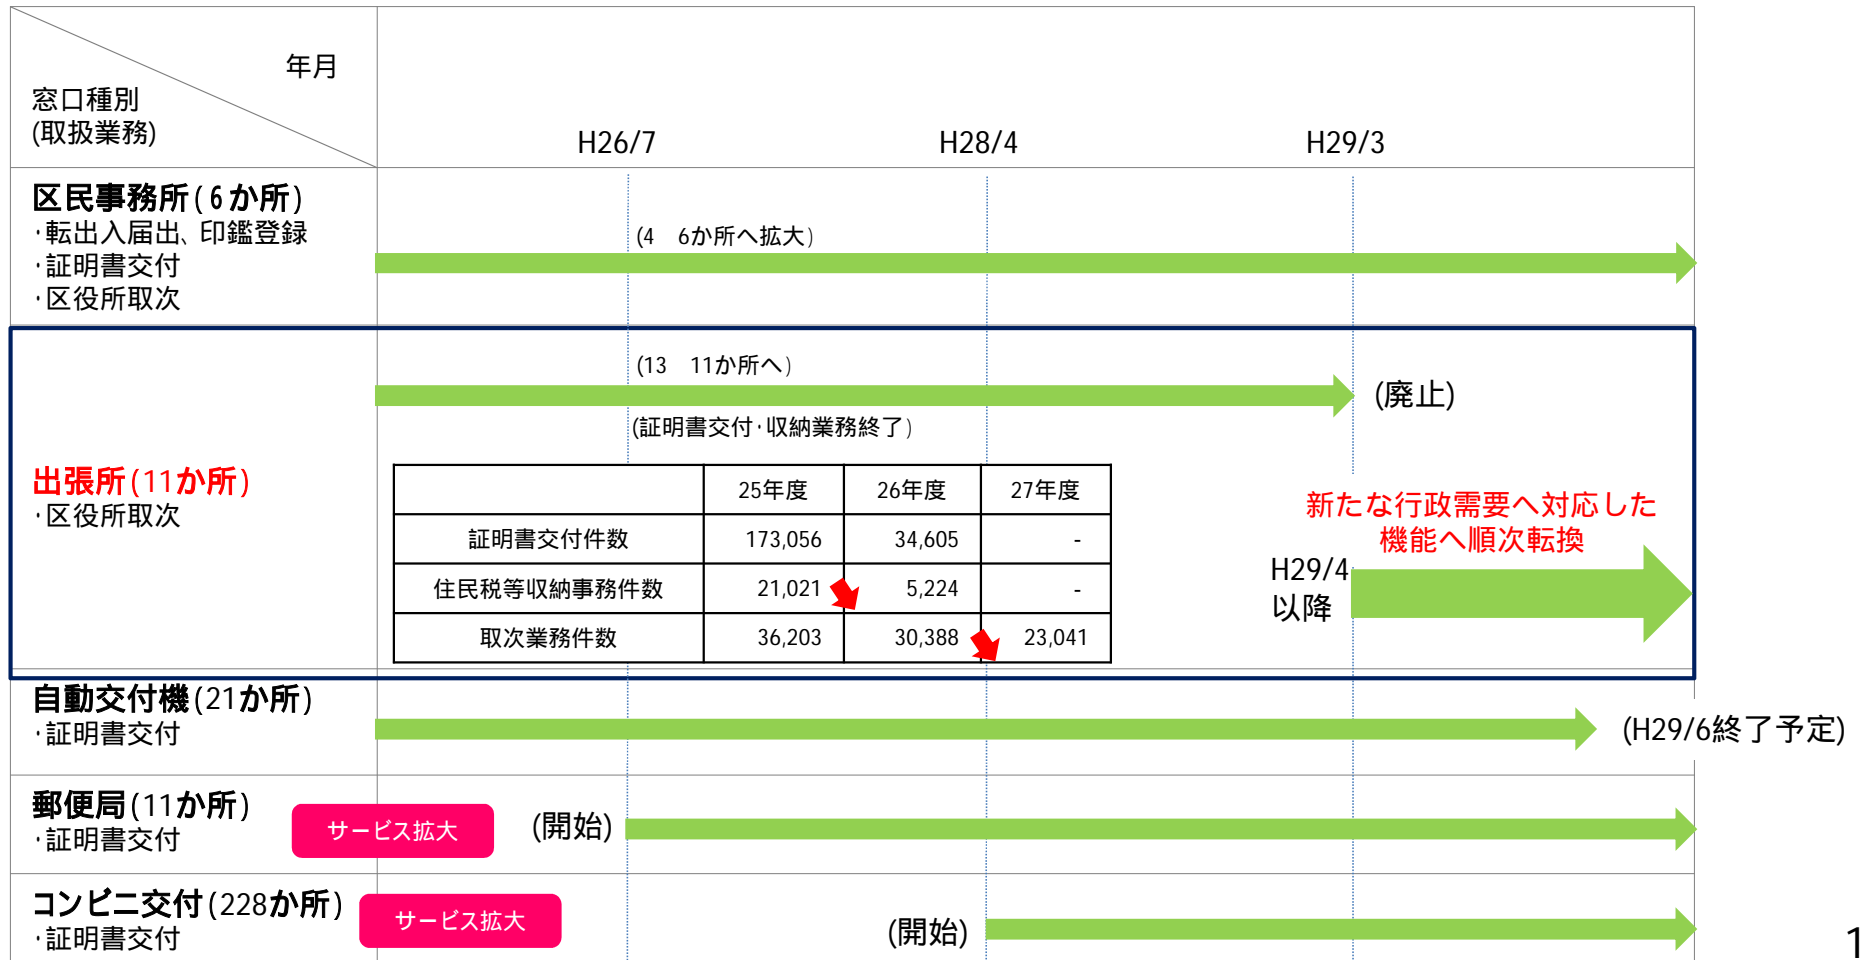 年月
窓口種別
(取扱業務)
H26/7
H28/4
H29/3
区民事務所(6か所)
・転出入届出、印鑑登録
・証明書交付
・区役所取次
(4 6か所へ拡大)
出張所(11か所)
・区役所取次
(13 11か所へ)
(廃止)
(証明書交付・収納業務終了)
25年度 26年度 27年度
証明書交付件数 173,056 34,605 -
住民税等収納事務件数 21,021 5,224 -
取次業務件数 36,203 30,388 23,041
新たな行政需要へ対応した
機能へ順次転換
H29/4
以降
自動交付機(21か所)
・証明書交付
(H29/6終了予定)
郵便局(11か所)
・証明書交付
サービス拡大
(開始)
コンビニ交付(228か所)
・証明書交付
サービス拡大
(開始)
1